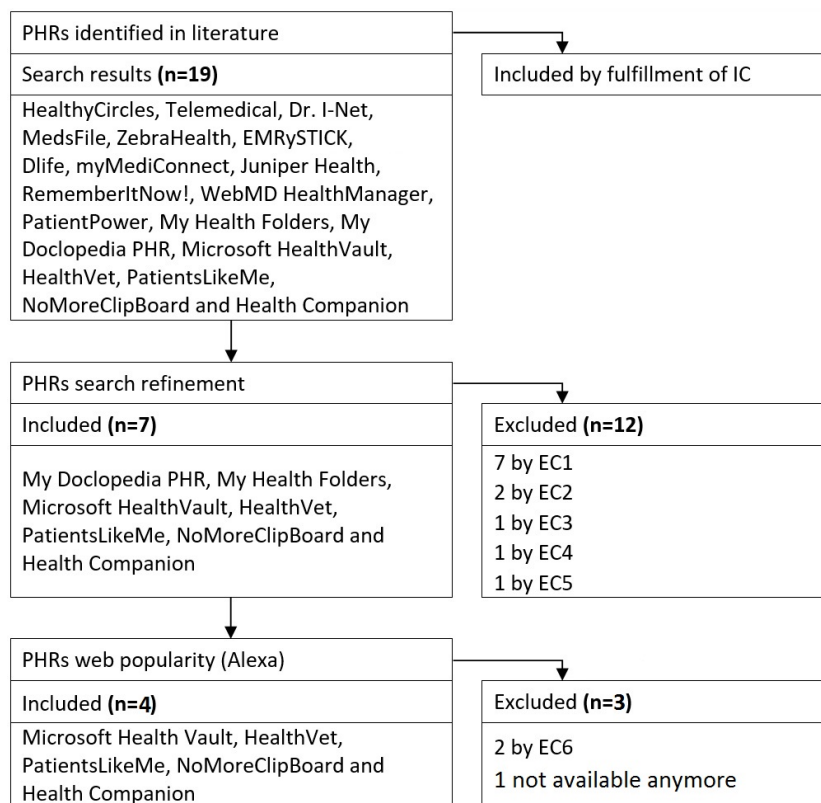 PHRs identified in literature
Search results (n=19)
HealthyCircles, Telemedical, Dr. I-Net,
MedsFile, ZebraHealth, EMRySTICK,
Dlife, myMediConnect, Juniper Health,
RememberItNow!, WebMD HealthManager,
PatientPower, My Health Folders, My
Doclopedia PHR, Microsoft HealthVault,
HealthVet, PatientsLikeMe,
NoMoreClipBoard and Health Companion
Included by fulfillment of IC
PHRs search refinement
Included (n=7)
My Doclopedia PHR, My Health Folders,
Microsoft HealthVault, HealthVet,
PatientsLikeMe, NoMoreClipBoard and
Health Companion
Excluded (n=12)
7 by EC1
2 by EC2
1 by EC3
1 by EC4
1 by EC5
PHRs web popularity (Alexa)
Included (n=4)
Microsoft Health Vault, HealthVet,
PatientsLikeMe, NoMoreClipBoard and
Health Companion
Excluded (n=3)
2 by EC6
1 not available anymore